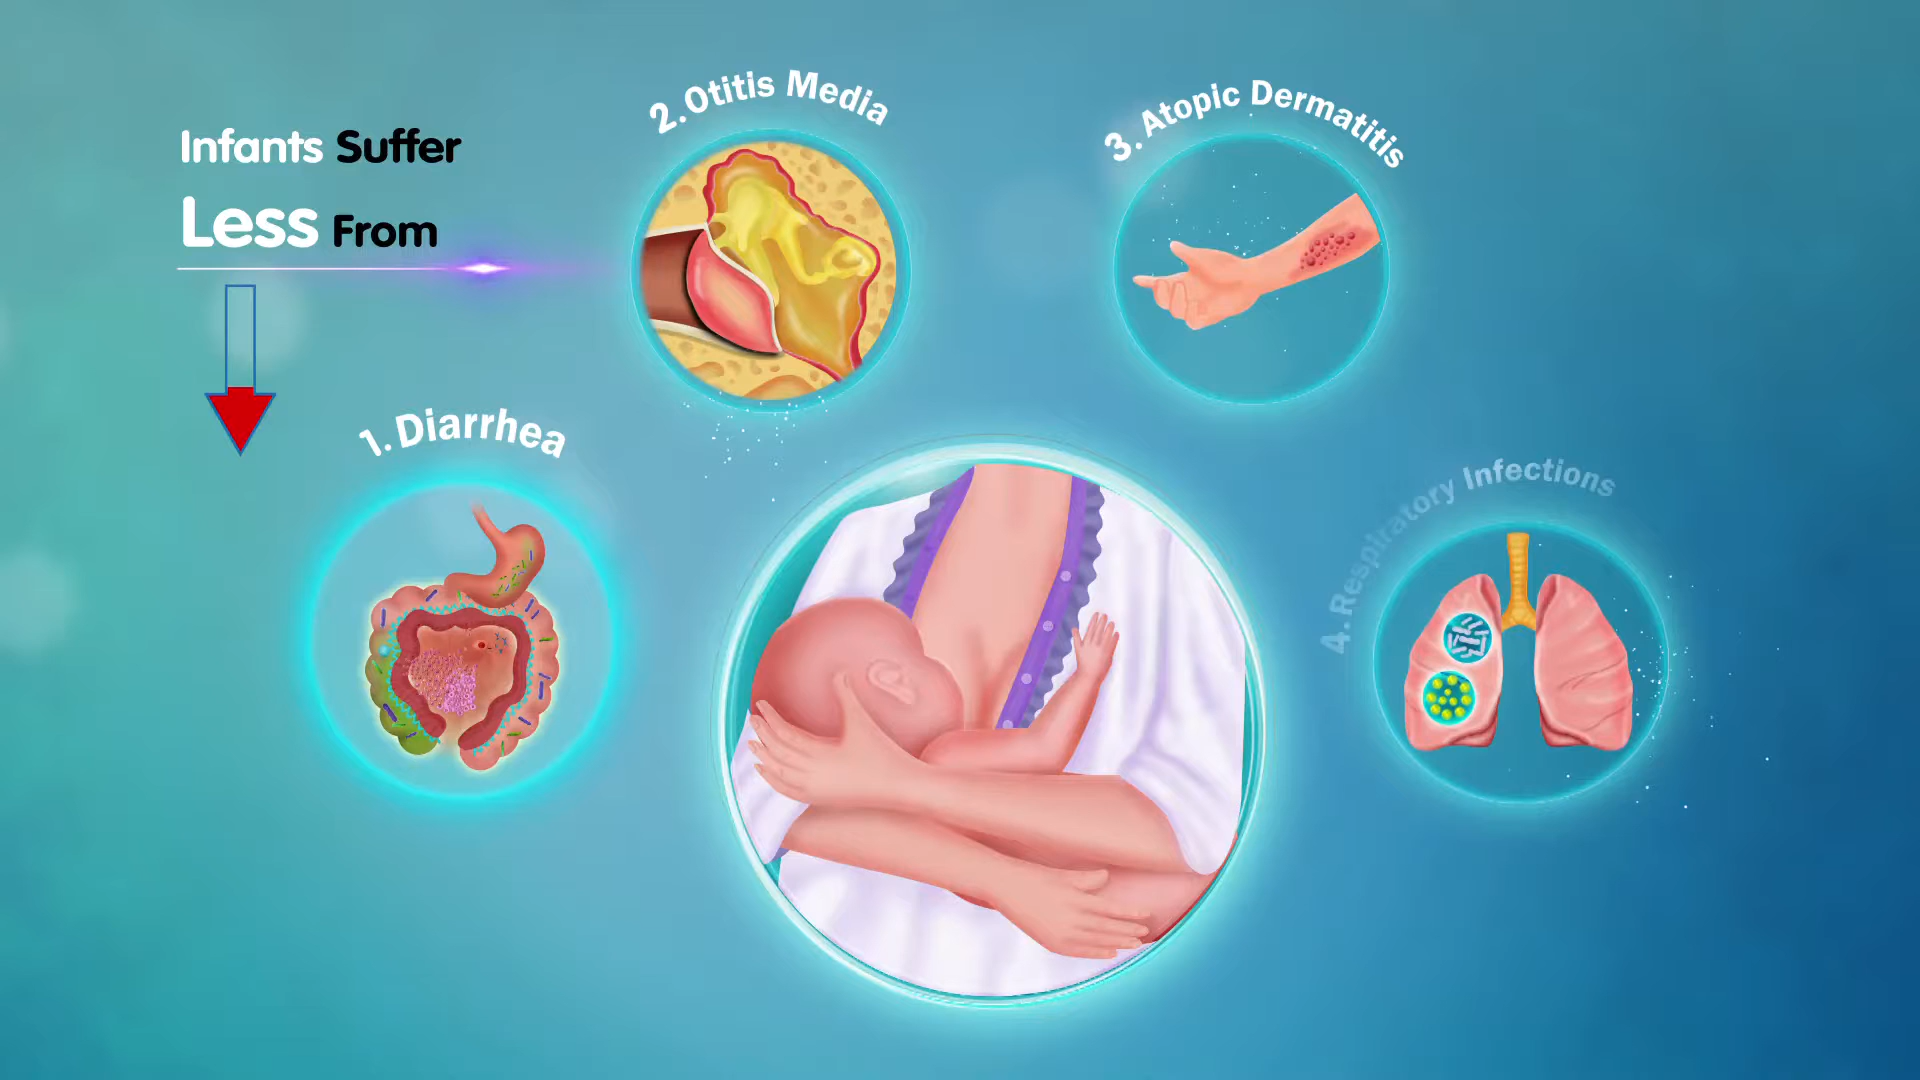 Infants Suffer
Less From
1. Diarrhea
2. Otitis Media
3. Atopic Dermatitis
4. Respiratory Infections